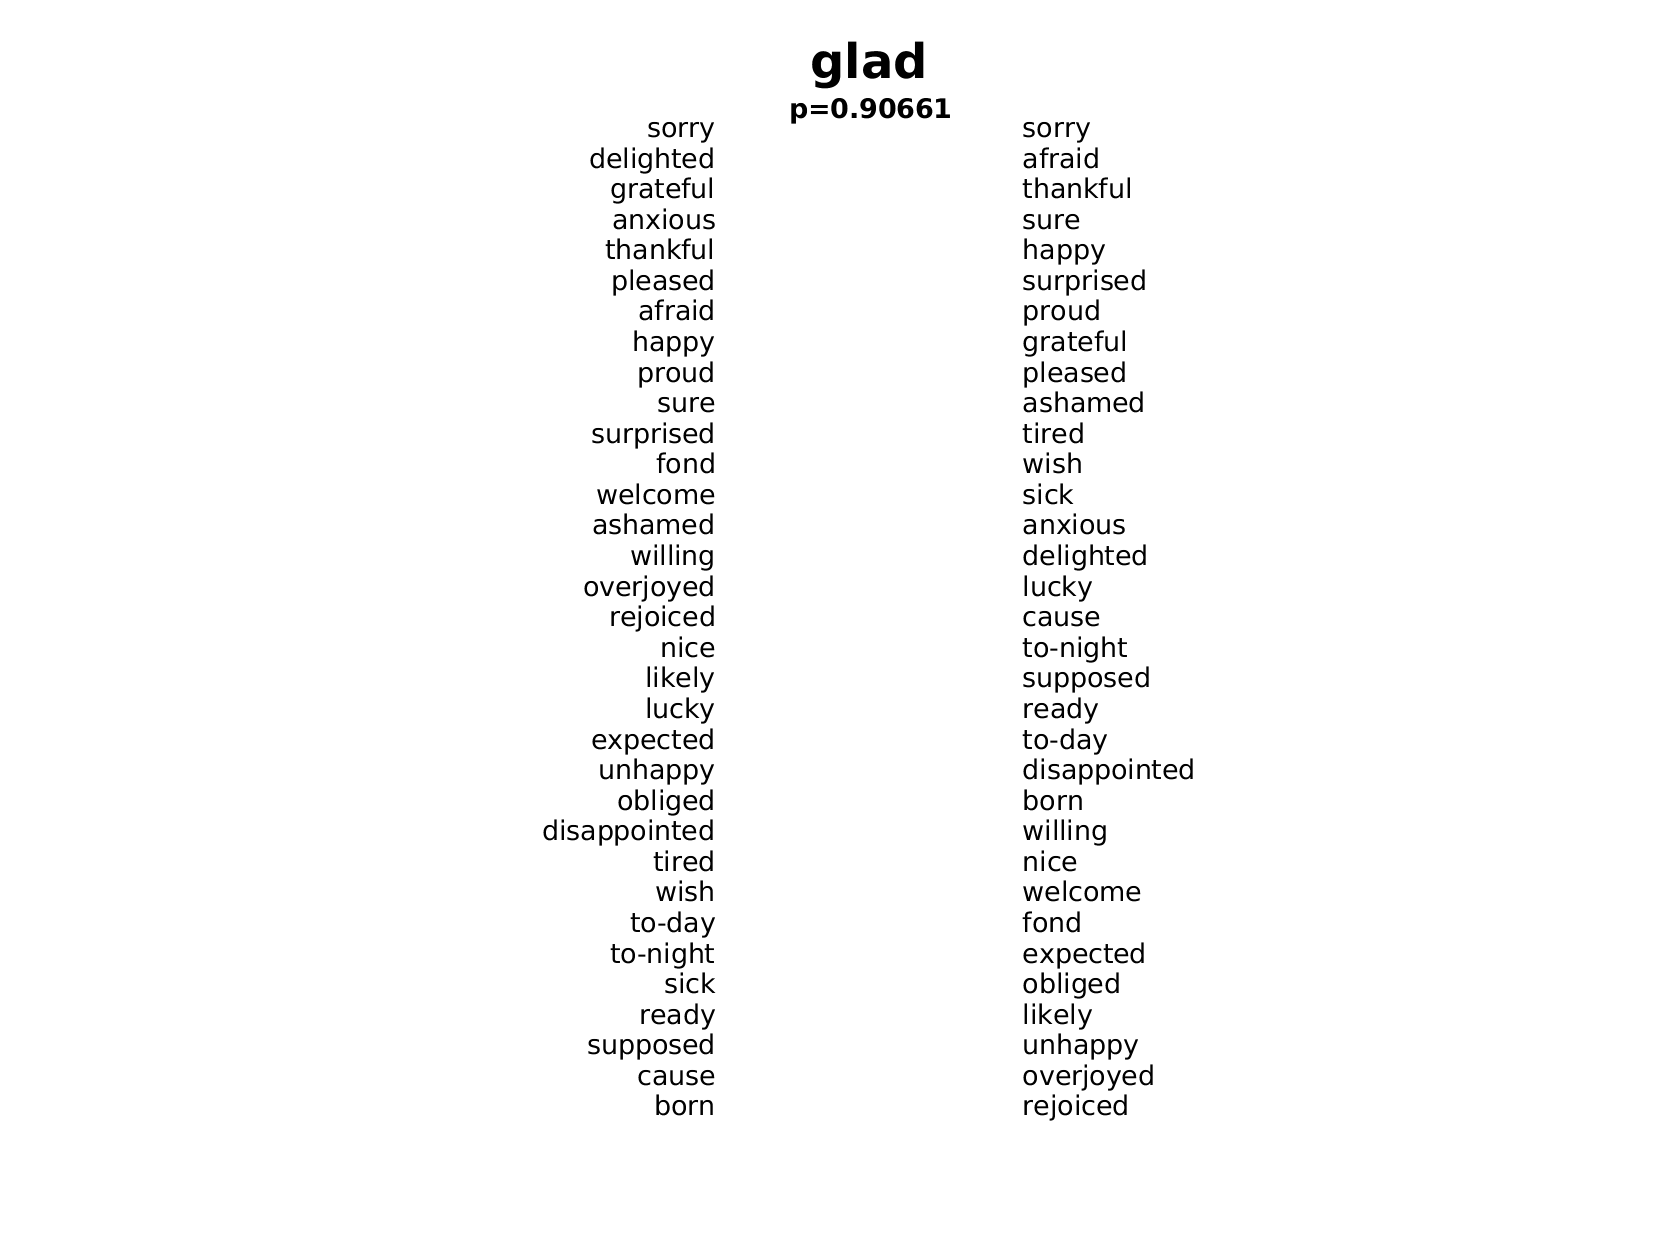 glad
p=0.90661
sorry
delighted
grateful
anxious
thankful
pleased
afraid
happy
proud
sure
surprised
fond
welcome
ashamed
willing
overjoyed
rejoiced
nice
likely
lucky
expected
unhappy
obliged
disappointed
tired
wish
to-day
to-night
sick
ready
supposed
cause
born
sorry
afraid
thankful
sure
happy
surprised
proud
grateful
pleased
ashamed
tired
wish
sick
anxious
delighted
lucky
cause
to-night
supposed
ready
to-day
disappointed
born
willing
nice
welcome
fond
expected
obliged
likely
unhappy
overjoyed
rejoiced